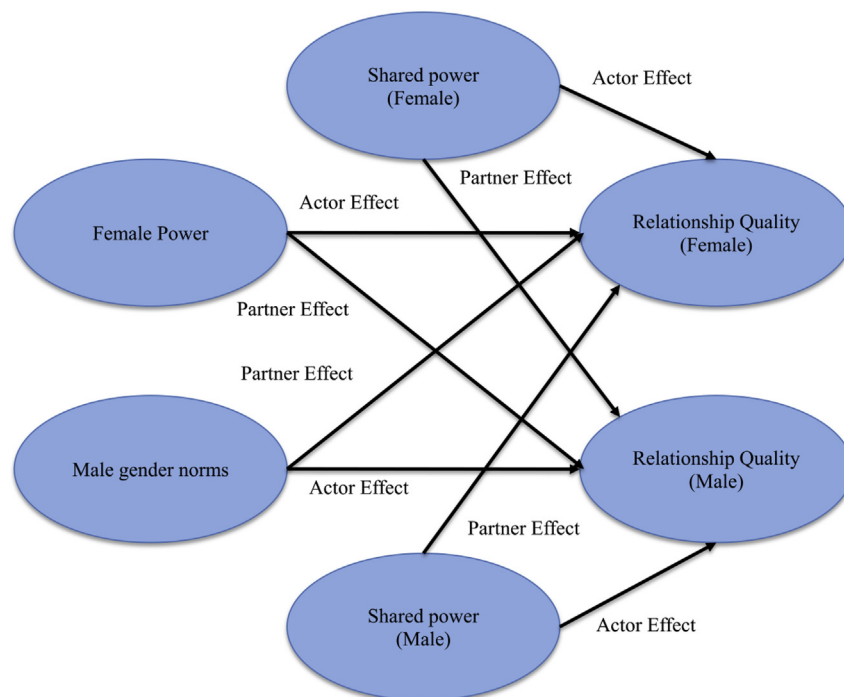 Shared power
(Female)
Actor Effect
Partner Effect
Actor Effect
Female Power
Relationship Quality
(Female)
Partner Effect
Partner Effect
Male gender norms
Relationship Quality
(Male)
Actor Effect
Partner Effect
Shared power
(Male)
Actor Effect